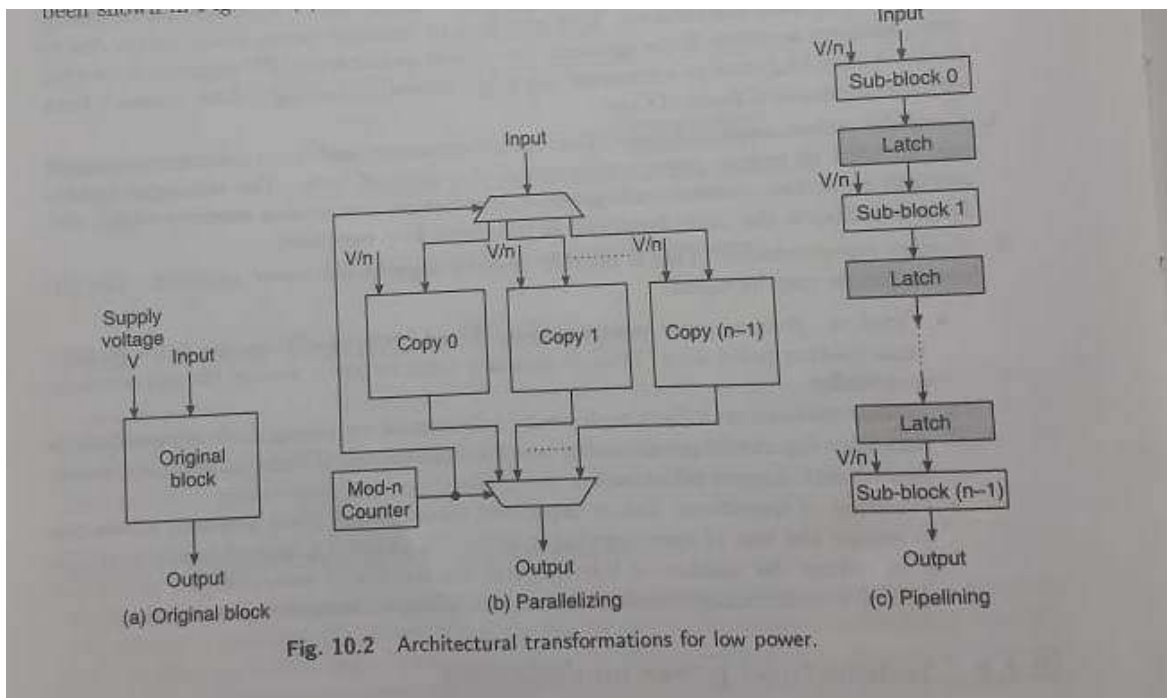 Input
V/n
Sub-block 0
Latch
V/n
Sub-block 1
Latch
Latch
V/n
Sub-block (n–1)
Output
(c) Pipelining
Input
V/n
V/n
V/n
Copy 0
Copy 1
Copy (n–1)
Mod-n
Counter
Output
(b) Parallelizing
Supply
voltage
V
Input
Original
block
Output
(a) Original block
Fig. 10.2 Architectural transformations for low power.